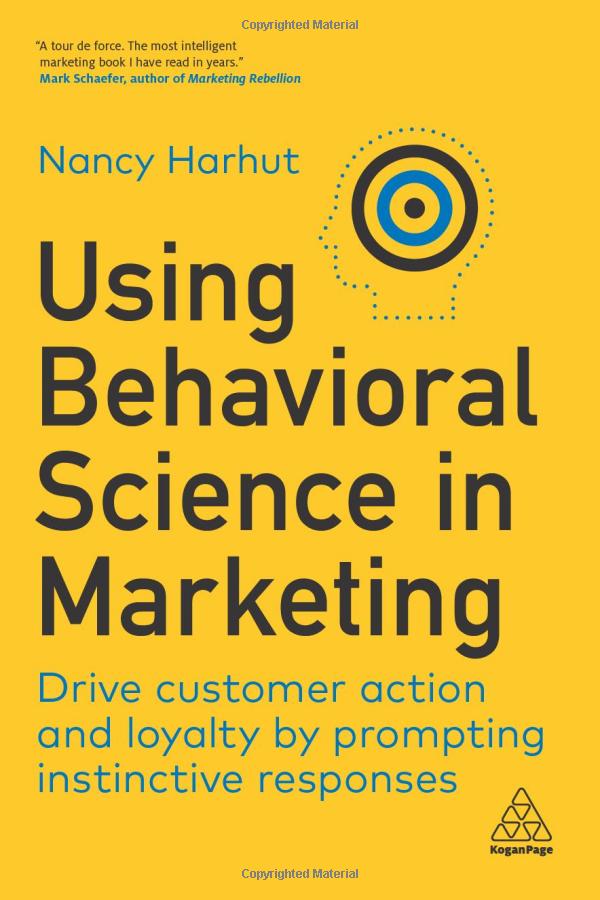 Copyrighted Material
“A tour de force. The most intelligent
marketing book I have read in years.”
Mark Schaefer, author of Marketing Rebellion
Nancy Harhut
Using
Behavioral
Science in
Marketing
Drive customer action
and loyalty by prompting
instinctive responses
KoganPage
Copyrighted Material